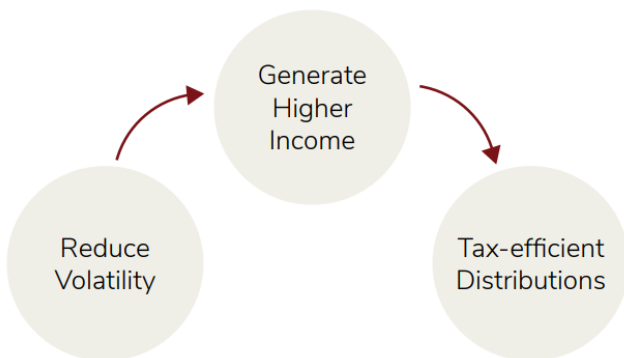 Reduce
Volatility
Generate
Higher
Income
Tax-efficient
Distributions